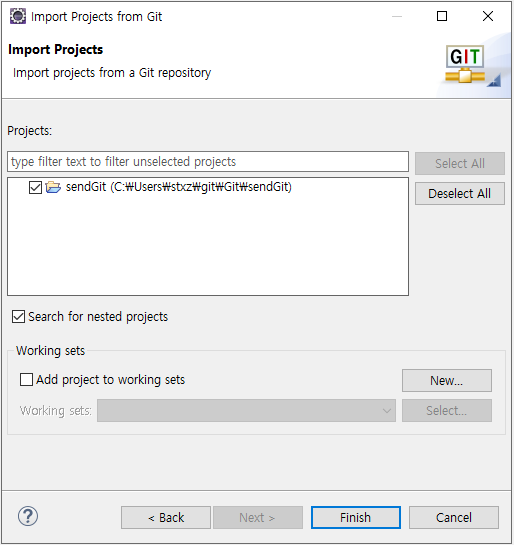 Import Projects from Git
Import Projects
Import projects from a Git repository
GIT
Projects:
type filter text to filter unselected projects
Select All
sendGit (C:₩Users₩stxz₩git₩Git₩sendGit)
Deselect All
Search for nested projects
Working sets
Add project to working sets
New...
Working sets:
Select...
?
< Back
Next >
Finish
Cancel